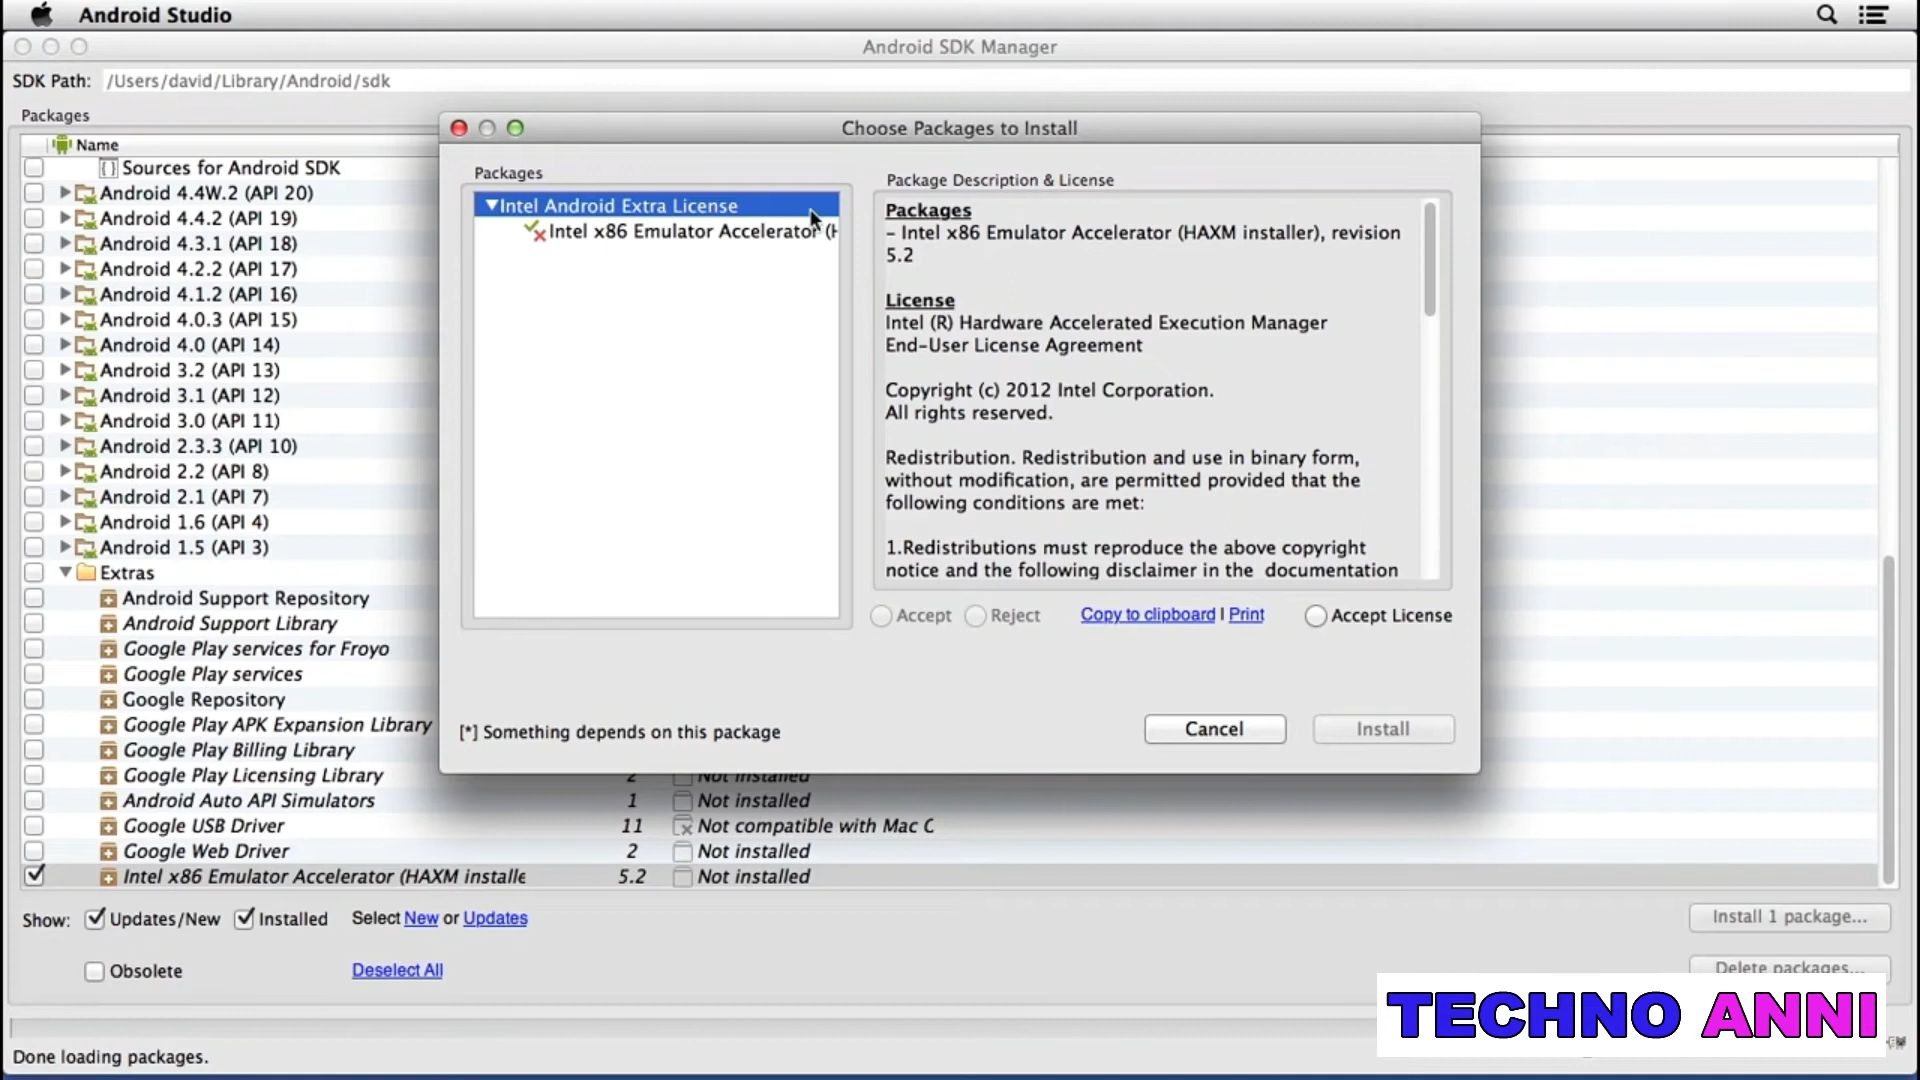 Android Studio
Android SDK Manager
SDK Path: /Users/david/Library/Android/sdk
Packages
Name
Sources for Android SDK
Android 4.4W.2 (API 20)
Android 4.4.2 (API 19)
Android 4.3.1 (API 18)
Android 4.2.2 (API 17)
Android 4.1.2 (API 16)
Android 4.0.3 (API 15)
Android 4.0 (API 14)
Android 3.2 (API 13)
Android 3.1 (API 12)
Android 3.0 (API 11)
Android 2.3.3 (API 10)
Android 2.2 (API 8)
Android 2.1 (API 7)
Android 1.6 (API 4)
Android 1.5 (API 3)
Extras
Android Support Repository
Android Support Library
Google Play services for Froyo
Google Play services
Google Repository
Google Play APK Expansion Library
Google Play Billing Library
Google Play Licensing Library 2 Not installed
Android Auto API Simulators 1 Not installed
Google USB Driver 11 Not compatible with Mac O
Google Web Driver 2 Not installed
Intel x86 Emulator Accelerator (HAXM installe 5.2 Not installed
Choose Packages to Install
Packages
Intel Android Extra License
Intel x86 Emulator Accelerator (H
Package Description & License
Packages
- Intel x86 Emulator Accelerator (HAXM installer), revision
5.2
License
Intel (R) Hardware Accelerated Execution Manager
End-User License Agreement
Copyright (c) 2012 Intel Corporation.
All rights reserved.
Redistribution. Redistribution and use in binary form,
without modification, are permitted provided that the
following conditions are met:
1.Redistributions must reproduce the above copyright
notice and the following disclaimer in the documentation
Accept Reject Copy to clipboard | Print Accept License
[*] Something depends on this package
Cancel Install
Show: Updates/New Installed Select New or Updates
Install 1 package...
Obsolete Deselect All
Delete packages...
TECHNO ANNI
Done loading packages.